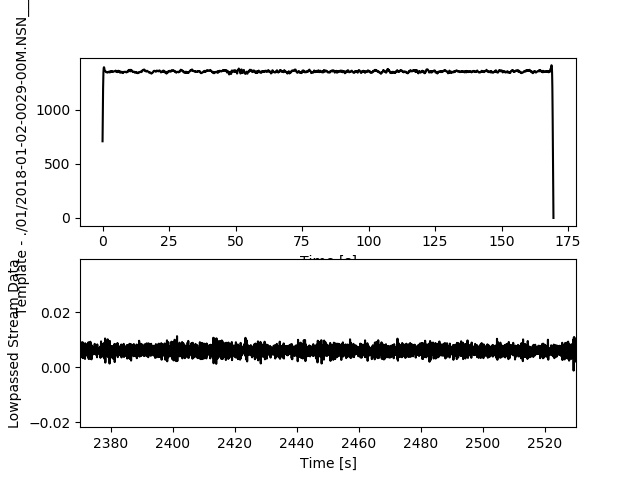 Template - ./01/2018-01-02-0029-00M.NSN__
1000
500
0
0 25 50 75 100 125 150 175
Time [s]
Lowpassed Stream Data
0.02
0.00
−0.02
2380 2400 2420 2440 2460 2480 2500 2520
Time [s]